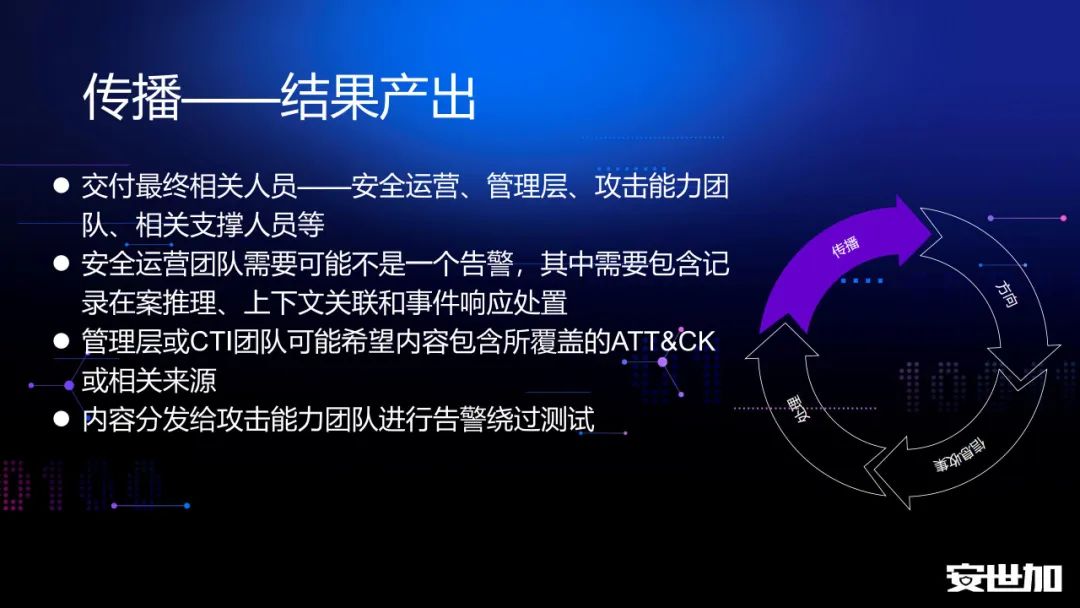 传播——结果产出
● 交付最终相关人员——安全运营、管理层、攻击能力团
队、相关支撑人员等
● 安全运营团队需要可能不是一个告警，其中需要包含记
录在案推理、上下文关联和事件响应处置
● 管理层或CTI团队可能希望内容包含所覆盖的ATT&CK
或相关来源
● 内容分发给攻击能力团队进行告警绕过测试
传播
方向
信息收集
处理
安世加